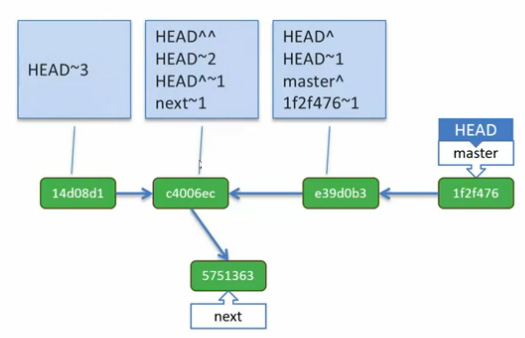 HEAD~3
HEAD^^
HEAD~2
HEAD^~1
next~1
HEAD^
HEAD~1
master^
1f2f476~1
HEAD
master
14d08d1
c4006ec
e39d0b3
1f2f476
5751363
next